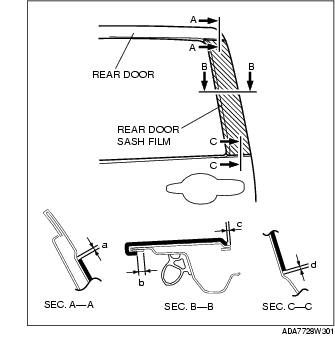 A
A
REAR DOOR
B
B
REAR DOOR
SASH FILM
C
C
a
c
b
d
SEC. A—A
SEC. B—B
SEC. C—C
ADA7728W301